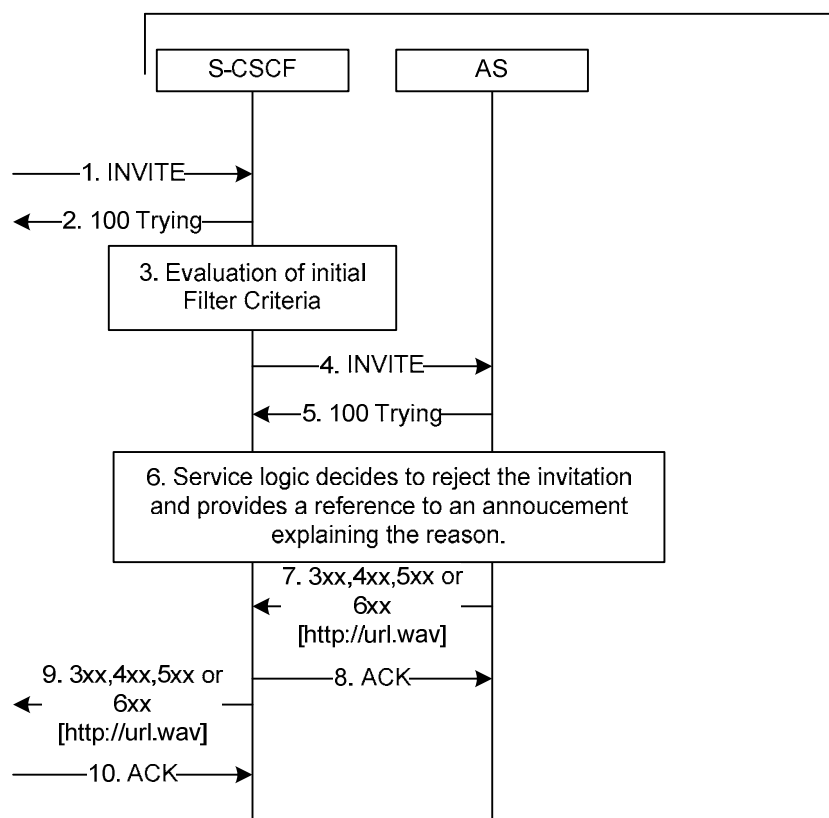 S-CSCF
AS
1. INVITE
2. 100 Trying
3. Evaluation of initial
Filter Criteria
4. INVITE
5. 100 Trying
6. Service logic decides to reject the invitation
and provides a reference to an annoucement
explaining the reason.
7. 3xx,4xx,5xx or
6xx
[http://url.wav]
8. ACK
9. 3xx,4xx,5xx or
6xx
[http://url.wav]
10. ACK